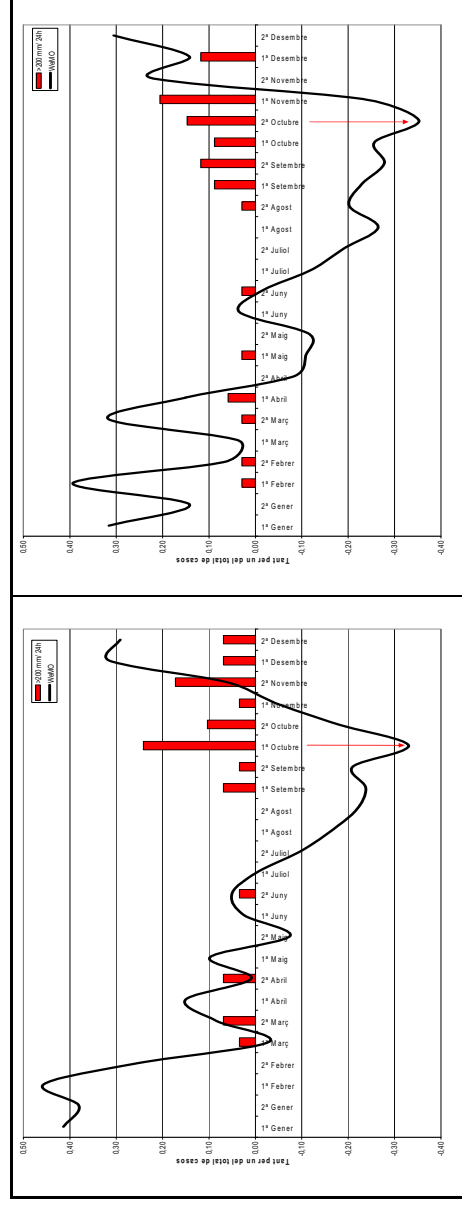 >200 mm/ 24h
WeMO
0,50
0,40
0,30
0,20
0,10
0,00
-0,10
-0,20
-0,30
-0,40
Tant per un del total de casos
1ª Gener
2ª Gener
1ª Febrer
2ª Febrer
1ª Març
2ª Març
1ª Abril
2ª Abril
1ª Maig
2ª Maig
1ª Juny
2ª Juny
1ª Juliol
2ª Juliol
1ª Agost
2ª Agost
1ª Setembre
2ª Setembre
1ª Octubre
2ª Octubre
1ª Novembre
2ª Novembre
1ª Desembre
2ª Desembre
>200 mm/ 24h
WeMO
0,50
0,40
0,30
0,20
0,10
0,00
-0,10
-0,20
-0,30
-0,40
Tant per un del total de casos
1ª Gener
2ª Gener
1ª Febrer
2ª Febrer
1ª Març
2ª Març
1ª Abril
2ª Abril
1ª Maig
2ª Maig
1ª Juny
2ª Juny
1ª Juliol
2ª Juliol
1ª Agost
2ª Agost
1ª Setembre
2ª Setembre
1ª Octubre
2ª Octubre
1ª Novembre
2ª Novembre
1ª Desembre
2ª Desembre